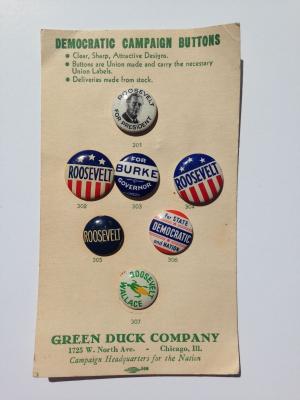 DEMOCRATIC CAMPAIGN BUTTONS
• Clear, Sharp, Attractive Designs.
• Buttons are Union made and carry the necessary
Union Labels.
• Deliveries made from stock.
ROOSEVELT
FOR PRESIDENT
201
ROOSEVELT
FOR
BURKE
GOVERNOR
ROOSEVELT
302
303
304
ROOSEVELT
for STATE
DEMOCRATIC
and NATION
305
306
ROOSEVELT
WALLACE
307
GREEN DUCK COMPANY
1725 W. North Ave. - Chicago, Ill.
Campaign Headquarters for the Nation